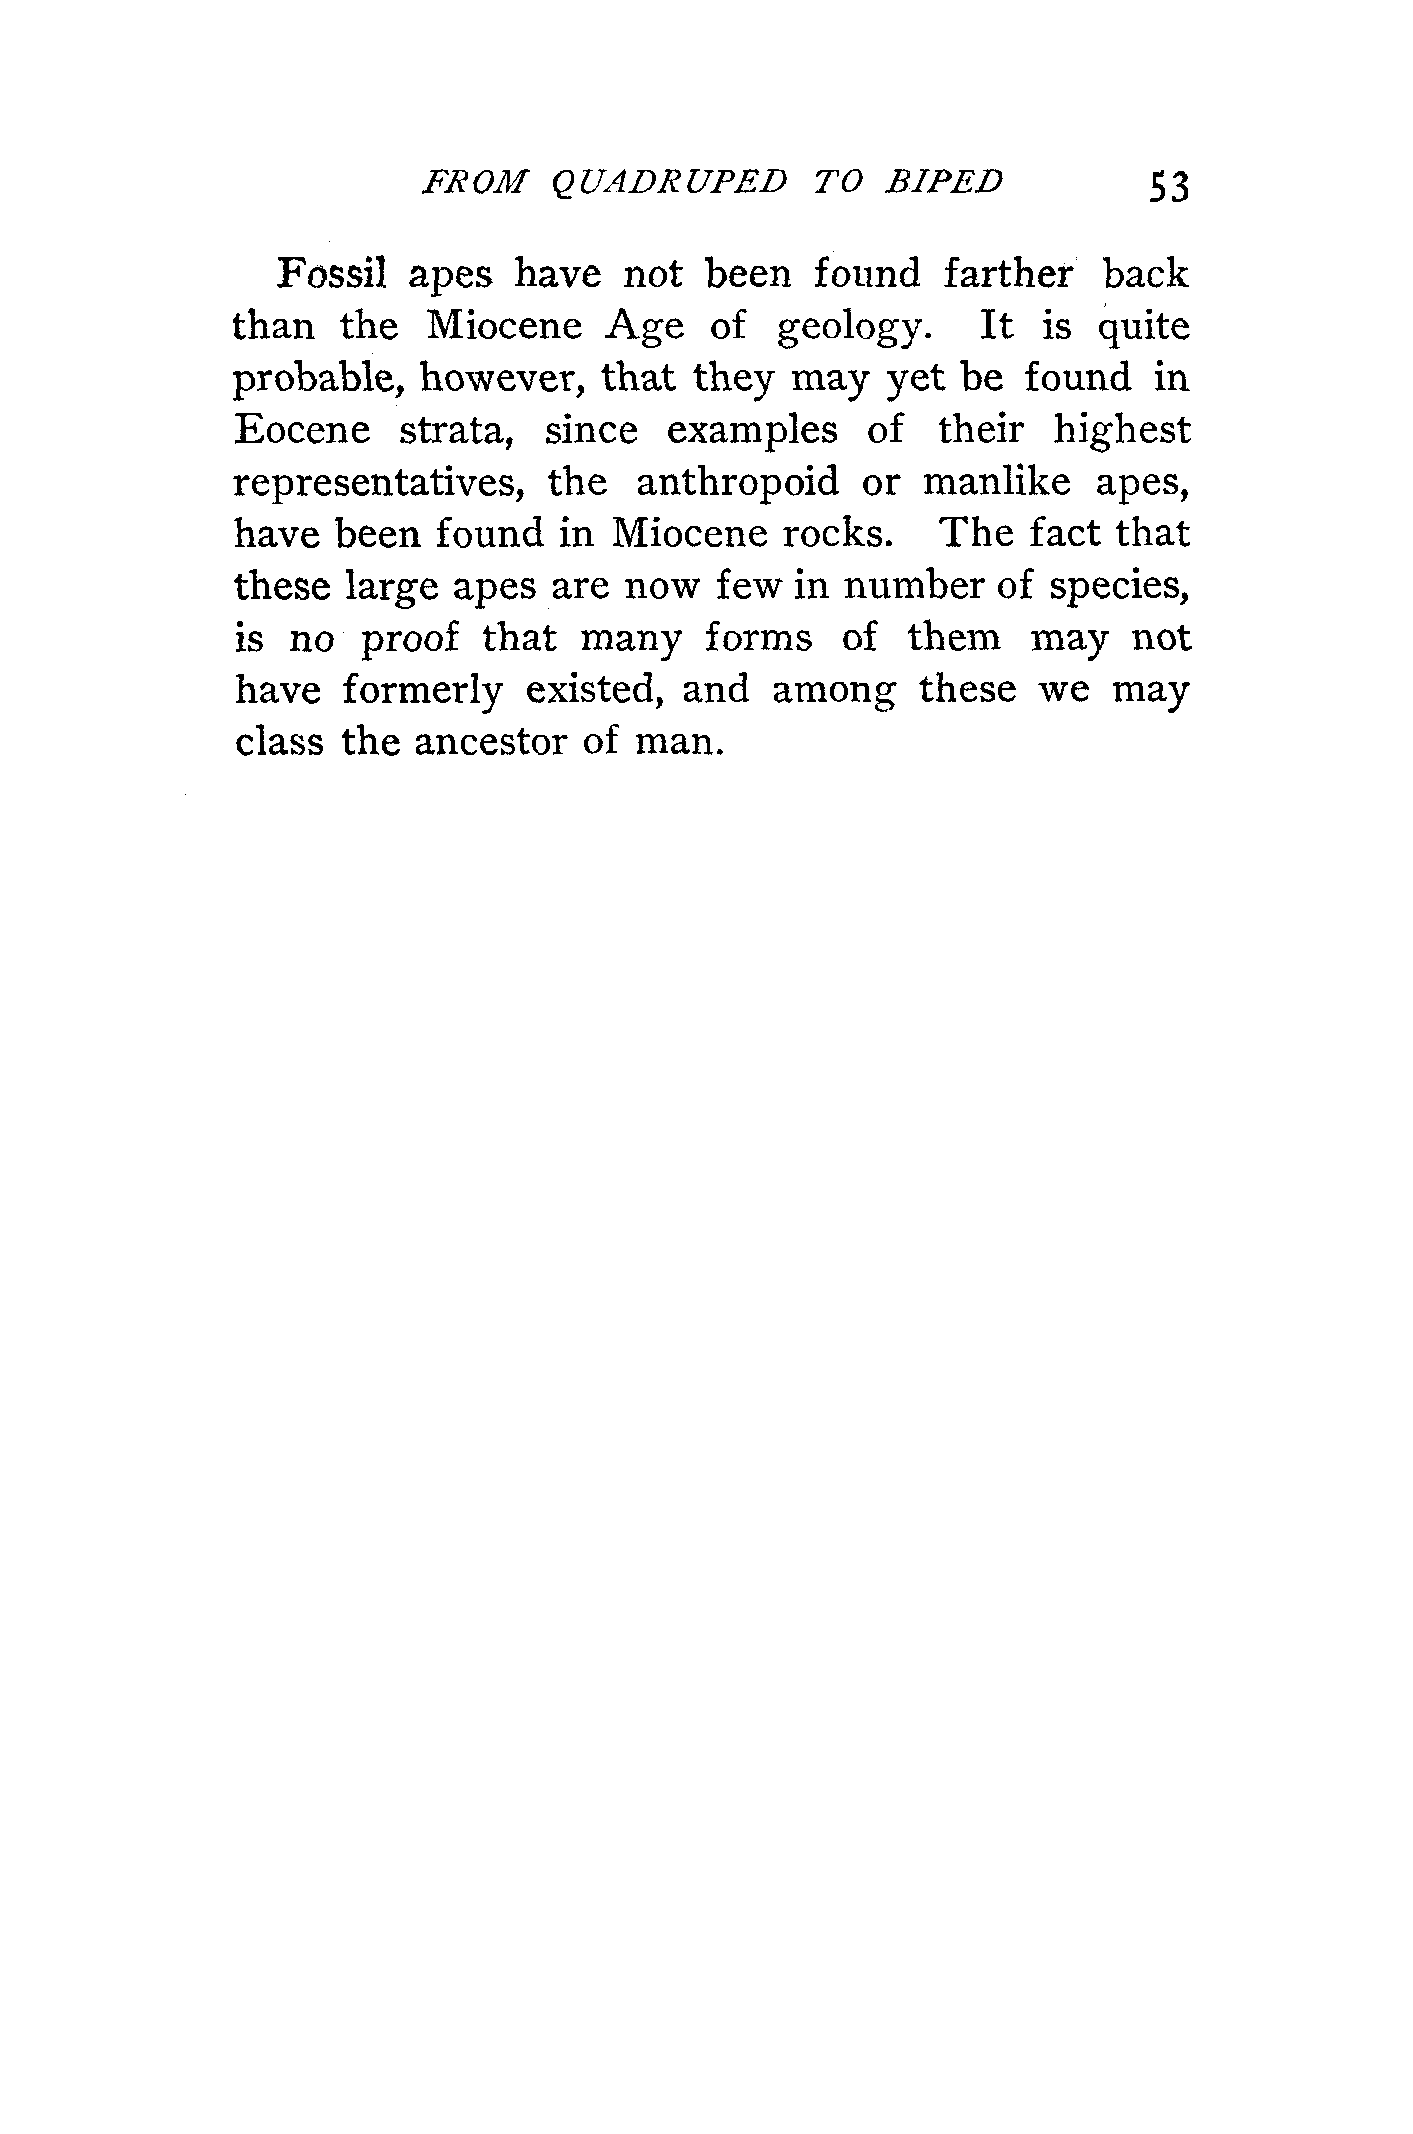 FROM QUADRUPED TO BIPED 53
Fossil apes have not been found farther back
than the Miocene Age of geology. It is quite
probable, however, that they may yet be found in
Eocene strata, since examples of their highest
representatives, the anthropoid or manlike apes,
have been found in Miocene rocks. The fact that
these large apes are now few in number of species,
is no proof that many forms of them may not
have formerly existed, and among these we may
class the ancestor of man.